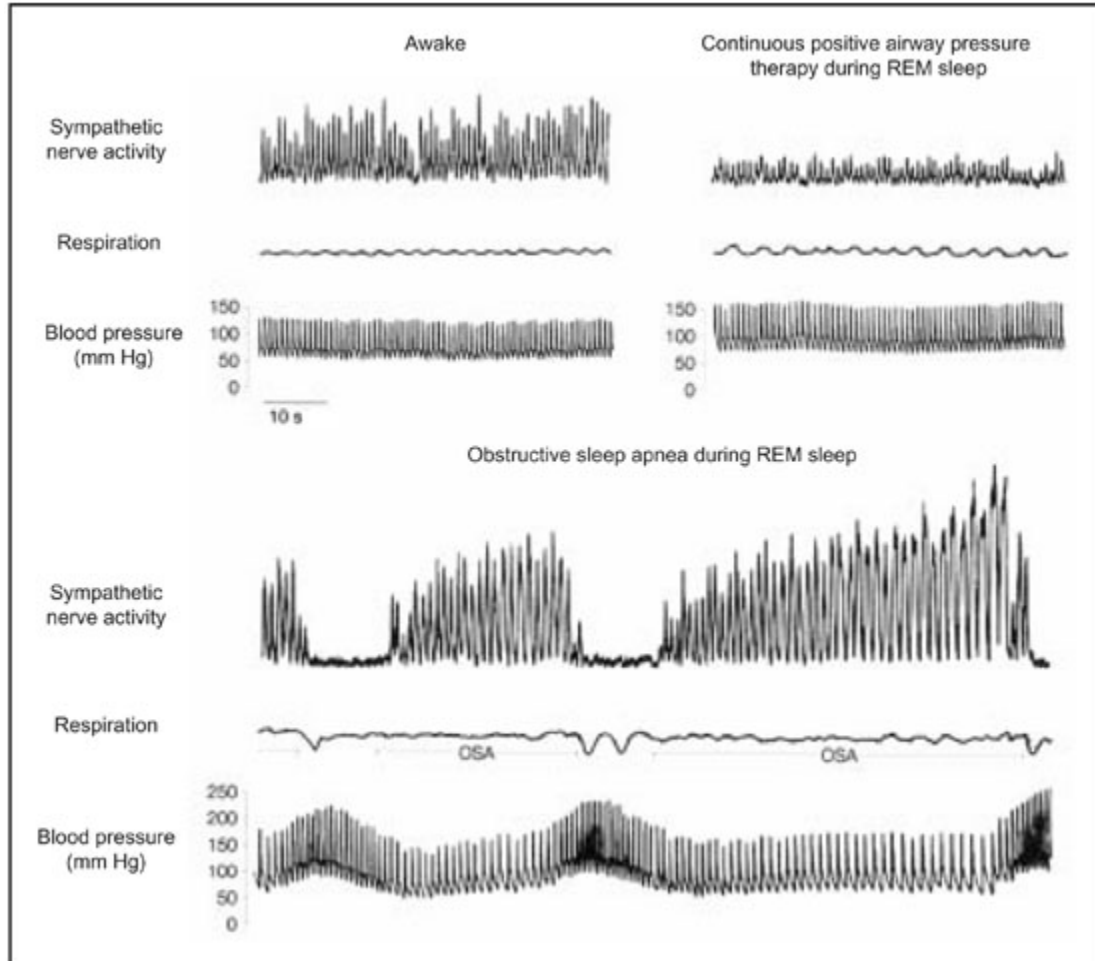 Awake
Continuous positive airway pressure
therapy during REM sleep
Sympathetic
nerve activity
Respiration
Blood pressure
(mm Hg)
150
100
50
0
150
100
50
0
10 s
Obstructive sleep apnea during REM sleep
Sympathetic
nerve activity
Respiration
OSA
OSA
Blood pressure
(mm Hg)
250
200
150
100
50
0